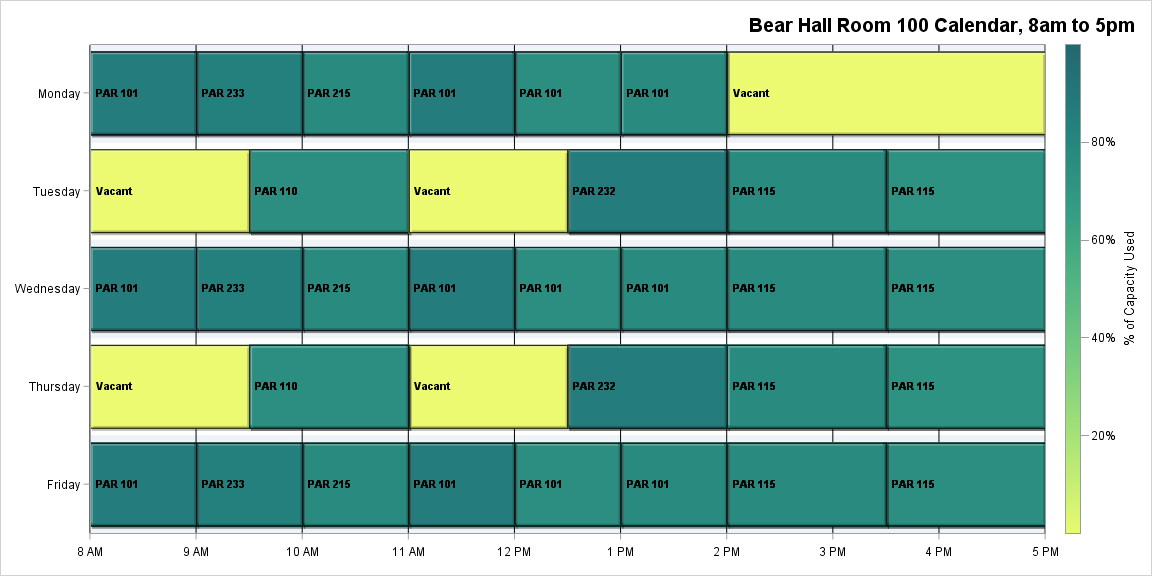 Bear Hall Room 100 Calendar, 8am to 5pm
Monday PAR 101 PAR 233 PAR 215 PAR 101 PAR 101 PAR 101 Vacant
80%
Tuesday Vacant PAR 110 Vacant PAR 232 PAR 115 PAR 115
60%
% of Capacity Used
Wednesday PAR 101 PAR 233 PAR 215 PAR 101 PAR 101 PAR 101 PAR 115 PAR 115
40%
Thursday Vacant PAR 110 Vacant PAR 232 PAR 115 PAR 115
20%
Friday PAR 101 PAR 233 PAR 215 PAR 101 PAR 101 PAR 101 PAR 115 PAR 115
8 AM 9 AM 10 AM 11 AM 12 PM 1 PM 2 PM 3 PM 4 PM 5 PM